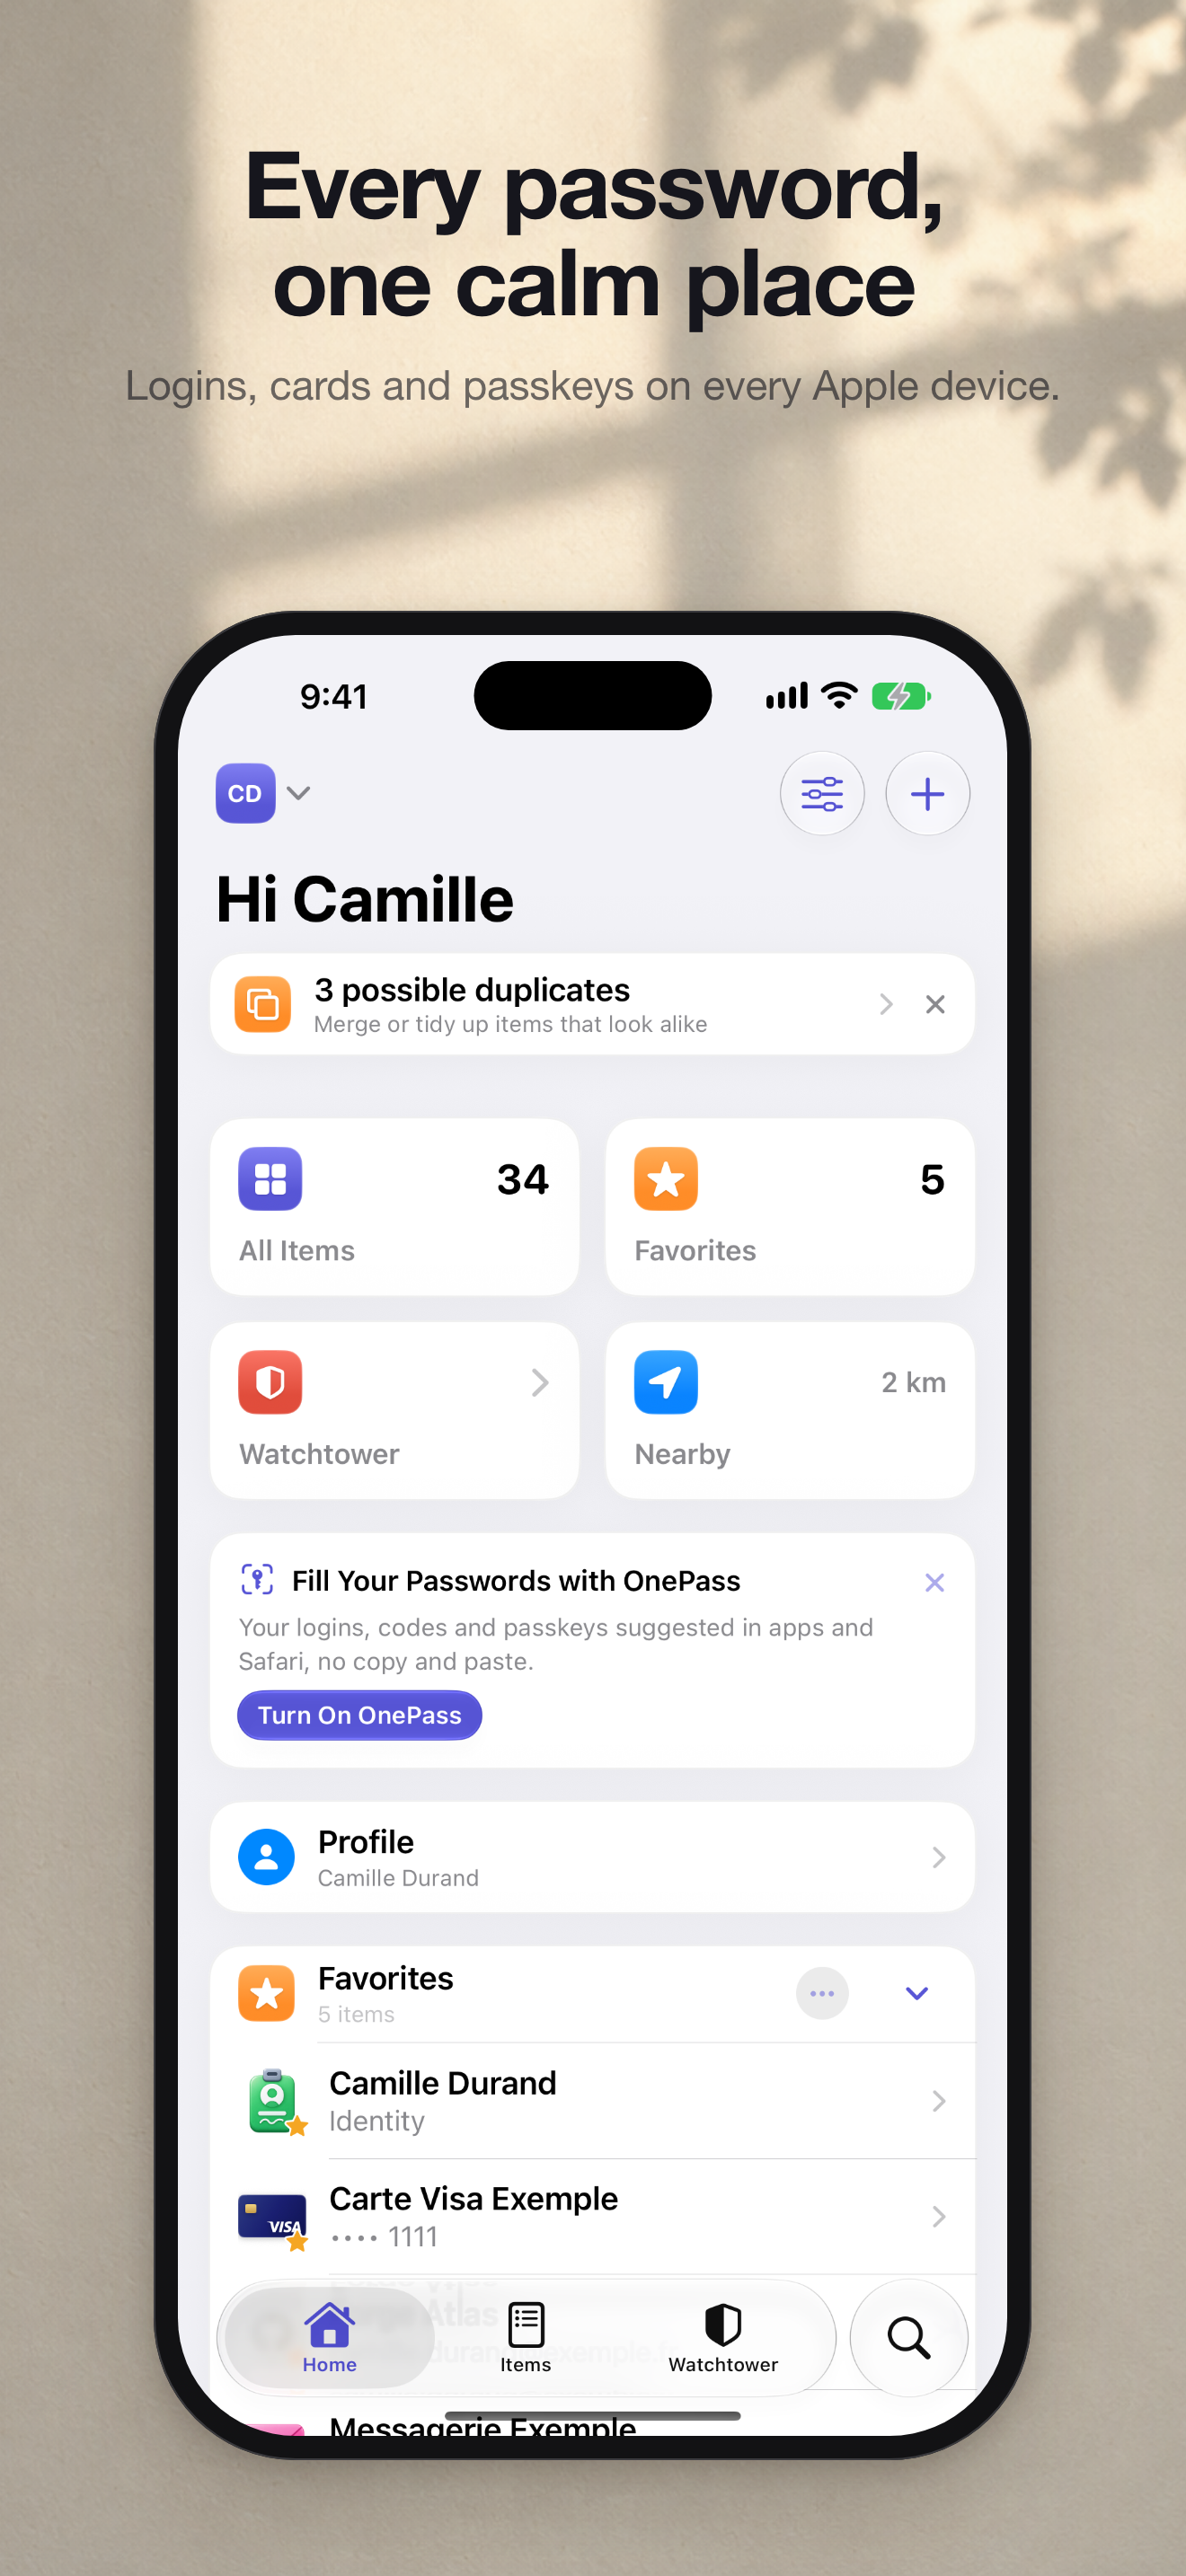 Every password,
one calm place
Logins, cards and passkeys on every Apple device.
9:41
CD
Hi Camille
3 possible duplicates
Merge or tidy up items that look alike
34
All Items
5
Favorites
Watchtower
2 km
Nearby
Fill Your Passwords with OnePass
Your logins, codes and passkeys suggested in apps and
Safari, no copy and paste.
Turn On OnePass
Profile
Camille Durand
Favorites
5 items
Camille Durand
Identity
Carte Visa Exemple
VISA
•••• 1111
Atlas
Home
Items
Watchtower
Messagerie Exemple